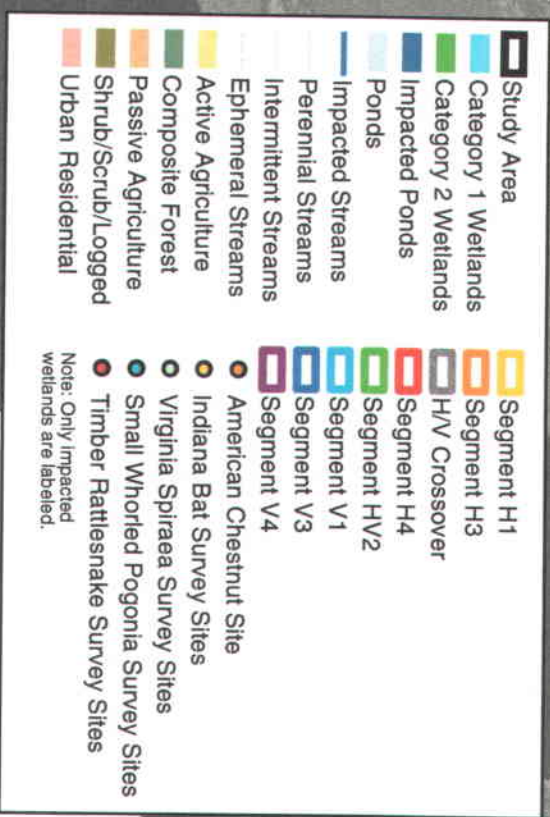 Study Area
Category 1 Wetlands
Category 2 Wetlands
Impacted Ponds
Ponds
Impacted Streams
Perennial Streams
Intermittent Streams
Ephemeral Streams
Active Agriculture
Composite Forest
Passive Agriculture
Shrub/Scrub/Logged
Urban Residential
Segment H1
Segment H3
H/V Crossover
Segment H4
Segment HV2
Segment V1
Segment V3
Segment V4
American Chestnut Site
Indiana Bat Survey Sites
Virginia Spiraea Survey Sites
Small Whorled Pogonia Survey Sites
Timber Rattlesnake Survey Sites
Note: Only impacted
wetlands are labeled.